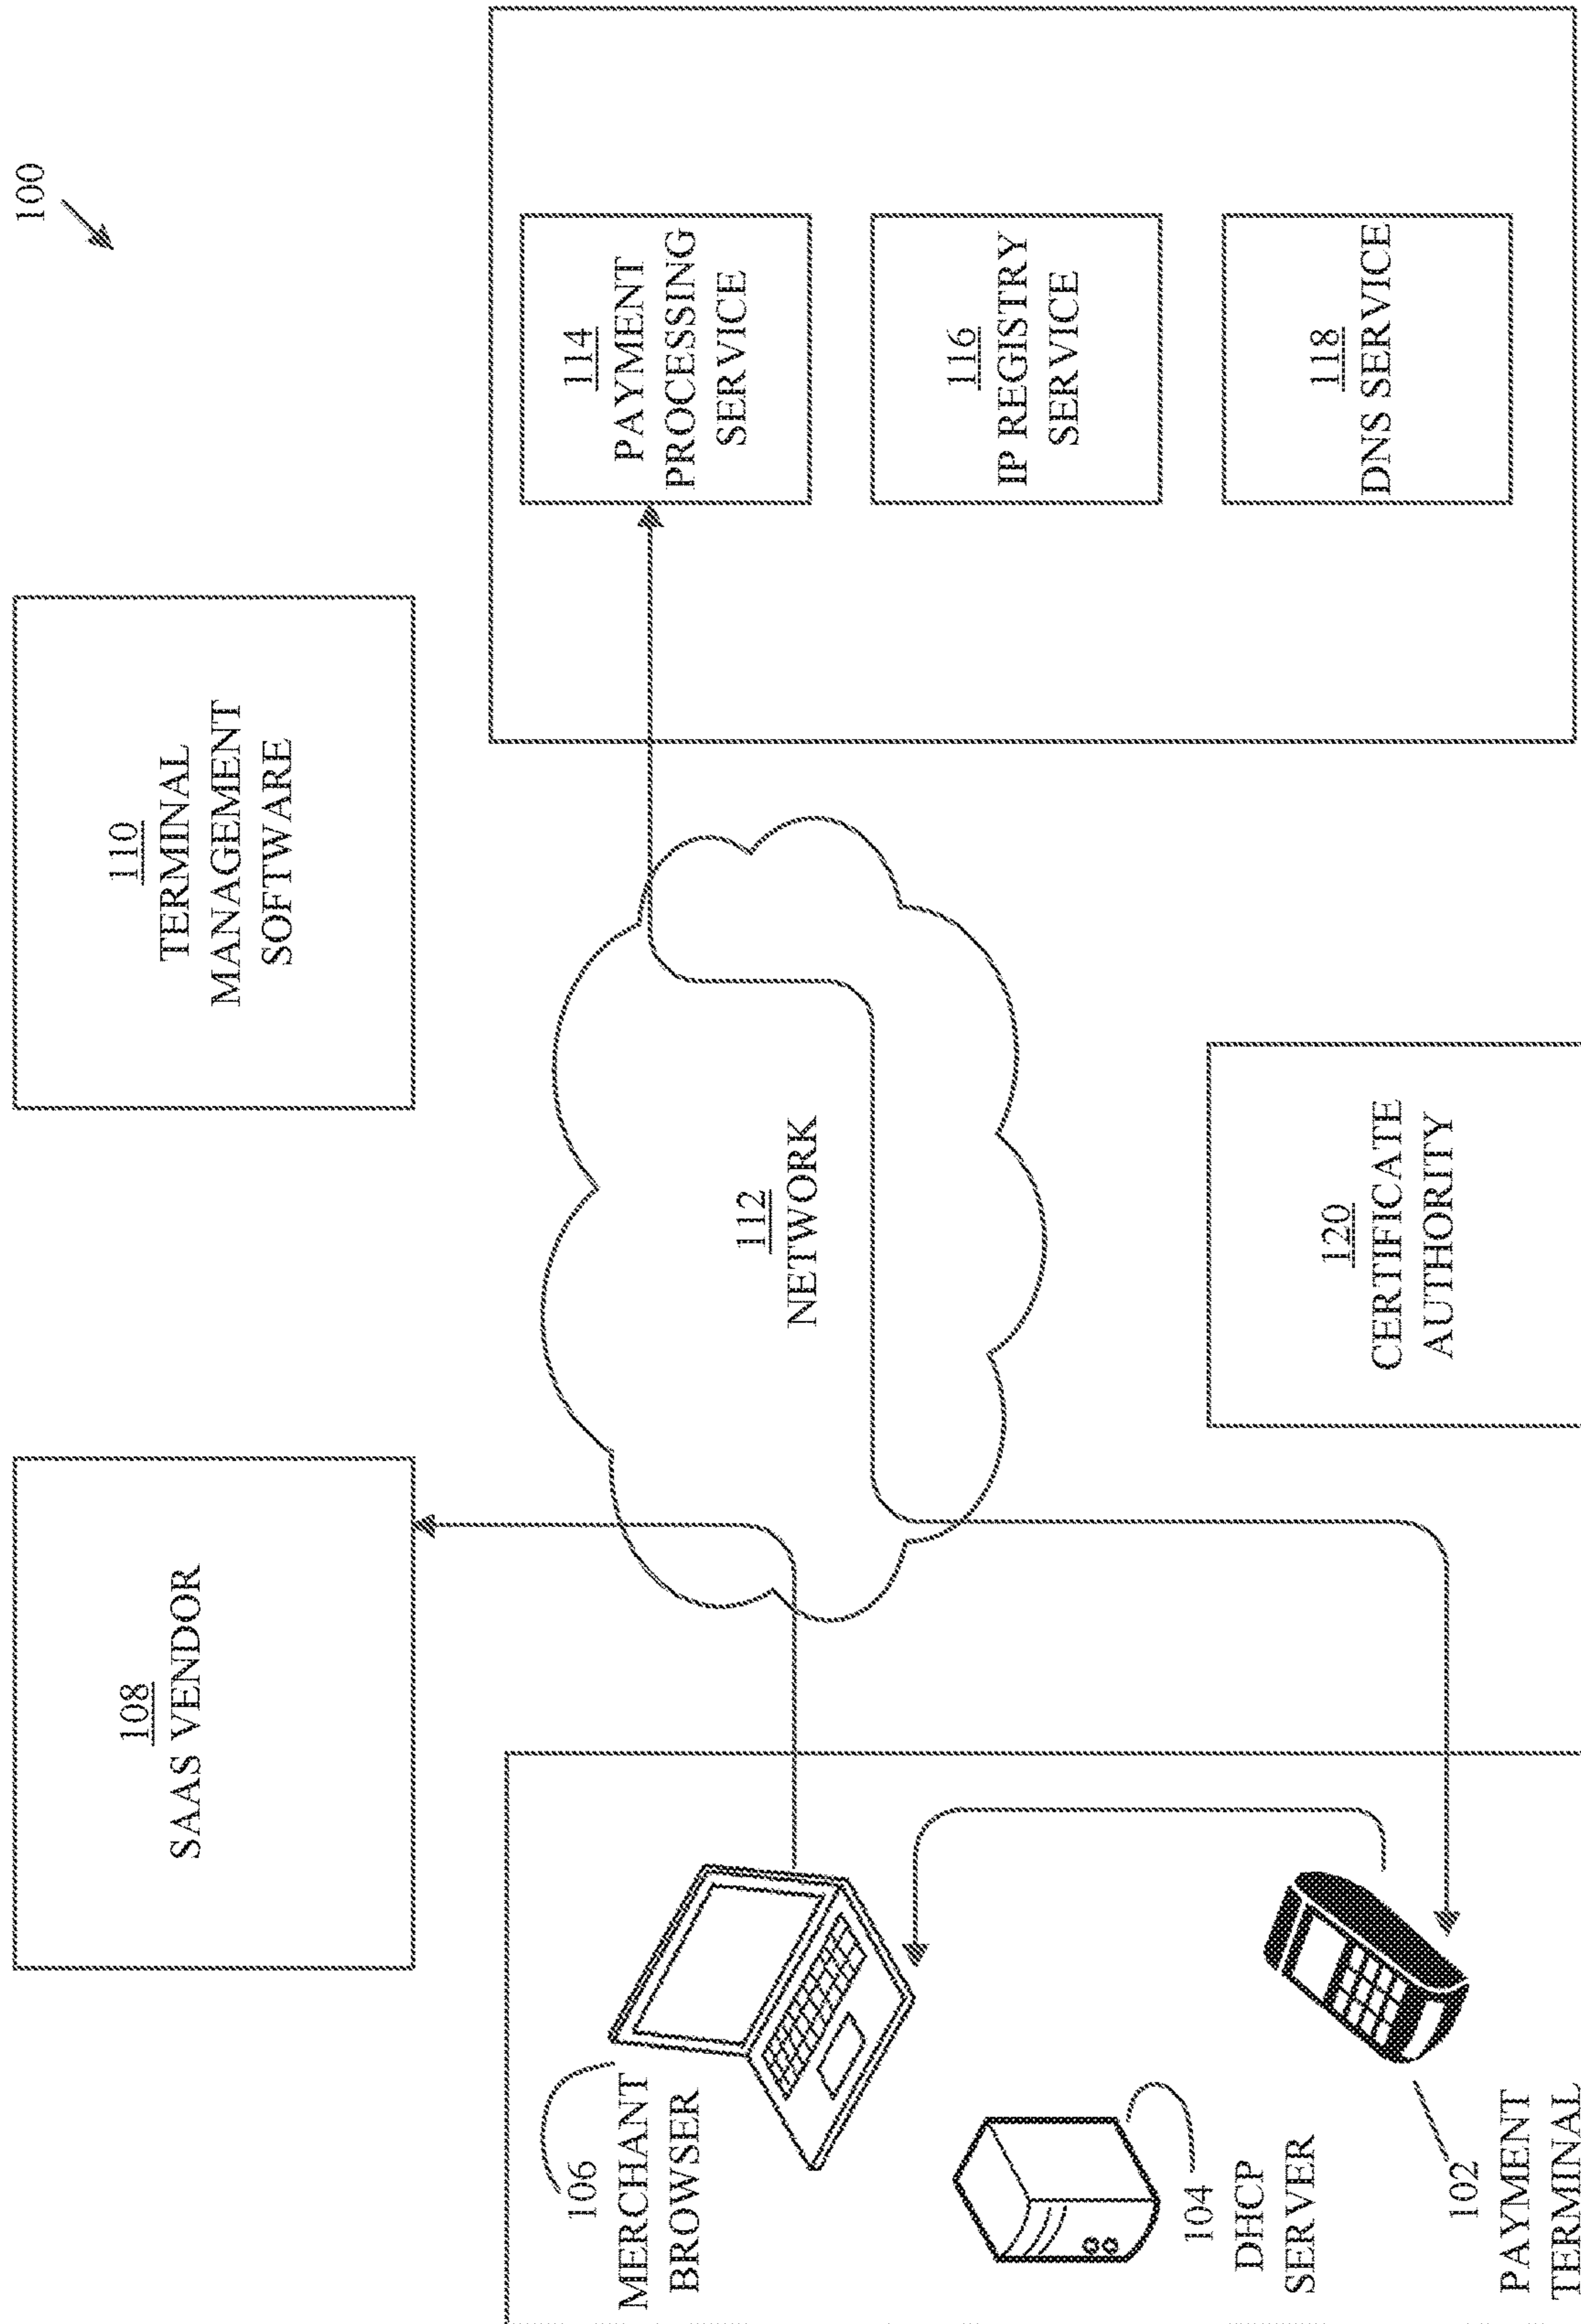 100
108
SAAS VENDOR
110
TERMINAL
MANAGEMENT
SOFTWARE
106
MERCHANT
BROWSER
112
NETWORK
114
PAYMENT
PROCESSING
SERVICE
116
IP REGISTRY
SERVICE
118
DNS SERVICE
104
DHCP
SERVER
120
CERTIFICATE
AUTHORITY
102
PAYMENT
TERMINAL